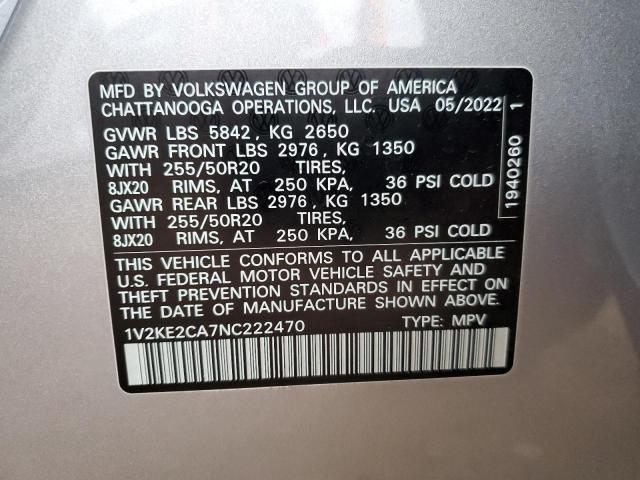 MFD BY VOLKSWAGEN GROUP OF AMERICA
CHATTANOOGA OPERATIONS, LLC. USA 05/2022
GVWR LBS 5842, KG 2650
GAWR FRONT LBS 2976, KG 1350
WITH 255/50R20 TIRES,
8JX20 RIMS, AT 250 KPA, 36 PSI COLD
GAWR REAR LBS 2976, KG 1350
WITH 255/50R20 TIRES,
8JX20 RIMS, AT 250 KPA, 36 PSI COLD
THIS VEHICLE CONFORMS TO ALL APPLICABLE
U.S. FEDERAL MOTOR VEHICLE SAFETY AND
THEFT PREVENTION STANDARDS IN EFFECT ON
THE DATE OF MANUFACTURE SHOWN ABOVE.
1V2KE2CA7NC222470 TYPE: MPV
1940260 1